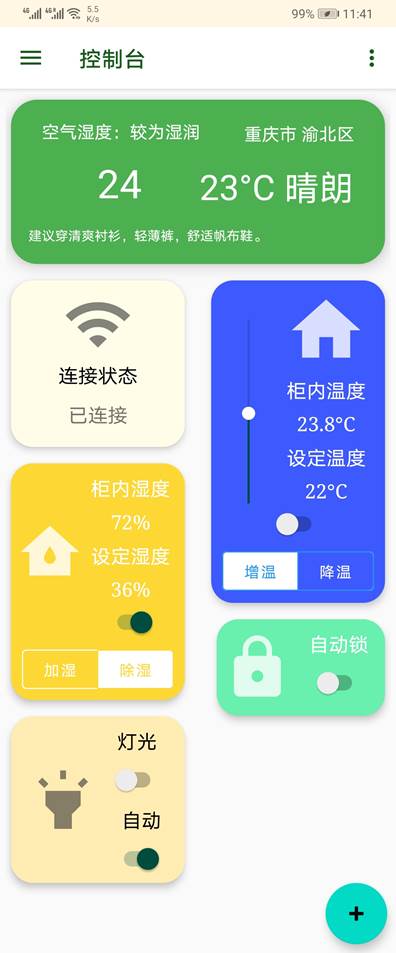 4G 4G 5.5 K/s 99% 11:41
控制台
空气湿度：较为湿润
重庆市 渝北区
24
23°C 晴朗
建议穿清爽衬衫，轻薄裤，舒适帆布鞋。
连接状态
已连接
柜内温度
23.8°C
设定温度
22°C
增温 降温
柜内湿度
72%
设定湿度
36%
加湿 除湿
自动锁
灯光
自动